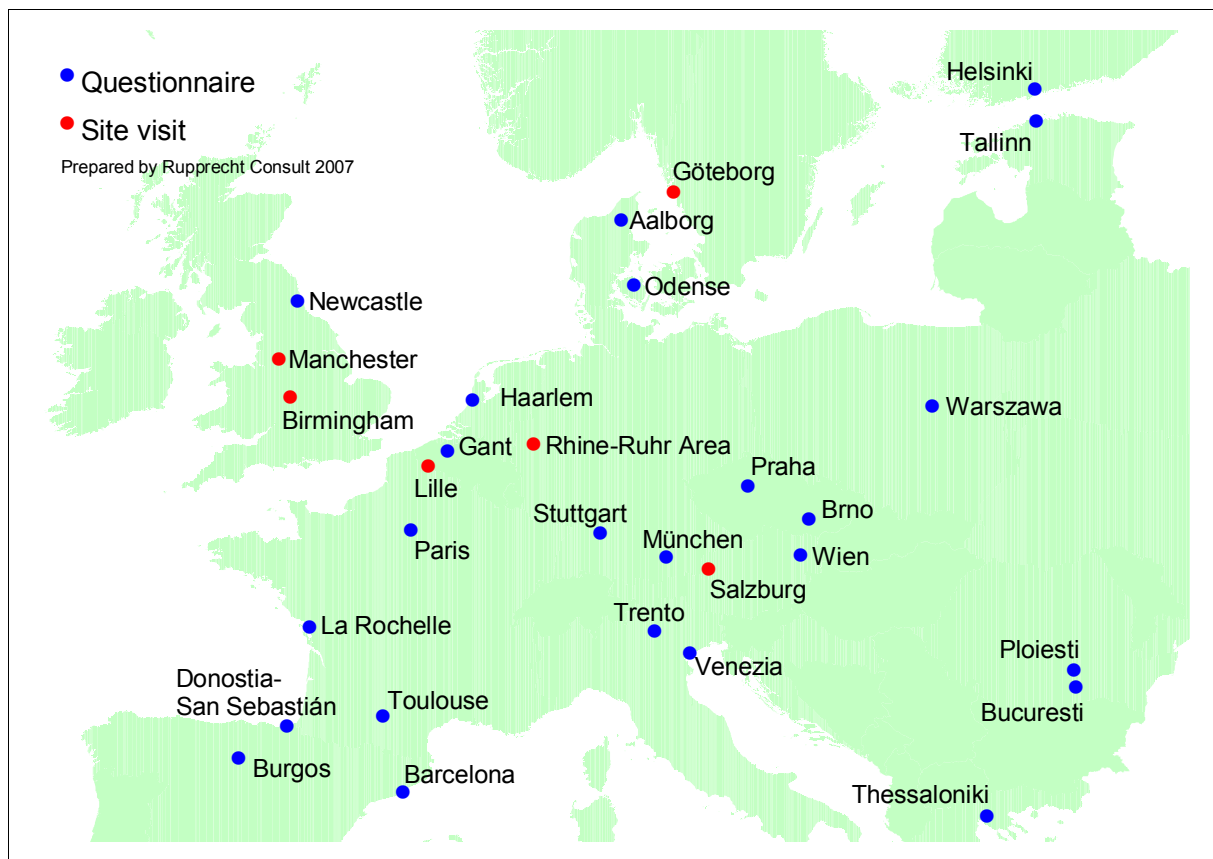 Questionnaire
Site visit
Prepared by Rupprecht Consult 2007
Helsinki
Tallinn
Göteborg
Aalborg
Odense
Newcastle
Manchester
Birmingham
Haarlem
Warszawa
Gant
Rhine-Ruhr Area
Lille
Praha
Stuttgart
Brno
Paris
München
Wien
Salzburg
Trento
La Rochelle
Venezia
Ploiesti
Donostia-
San Sebastián
Toulouse
Bucuresti
Burgos
Barcelona
Thessaloniki